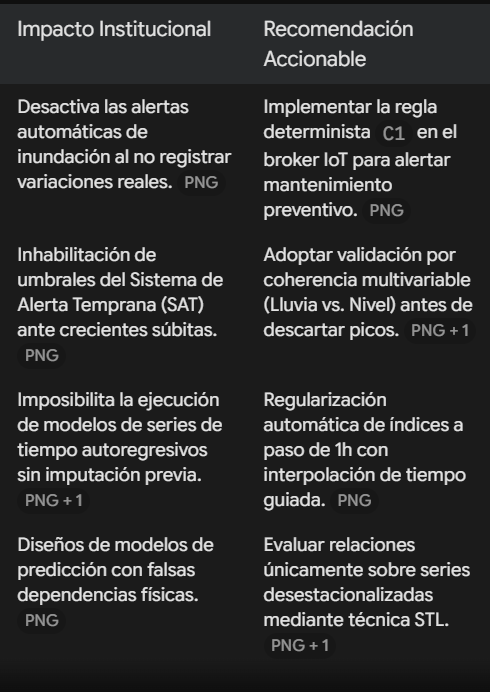 Impacto Institucional
Recomendación
Accionable
Desactiva las alertas
automáticas de
inundación al no registrar
variaciones reales. PNG
Implementar la regla
determinista C1 en el
broker IoT para alertar
mantenimiento
preventivo. PNG
Inhabilitación de
umbrales del Sistema de
Alerta Temprana (SAT)
ante crecientes súbitas.
PNG
Adoptar validación por
coherencia multivariable
(Lluvia vs. Nivel) antes de
descartar picos. PNG + 1
Imposibilita la ejecución
de modelos de series de
tiempo autoregresivos
sin imputación previa.
PNG + 1
Regularización
automática de índices a
paso de 1h con
interpolación de tiempo
guiada. PNG
Diseños de modelos de
predicción con falsas
dependencias físicas.
PNG
Evaluar relaciones
únicamente sobre series
desestacionalizadas
mediante técnica STL.
PNG + 1